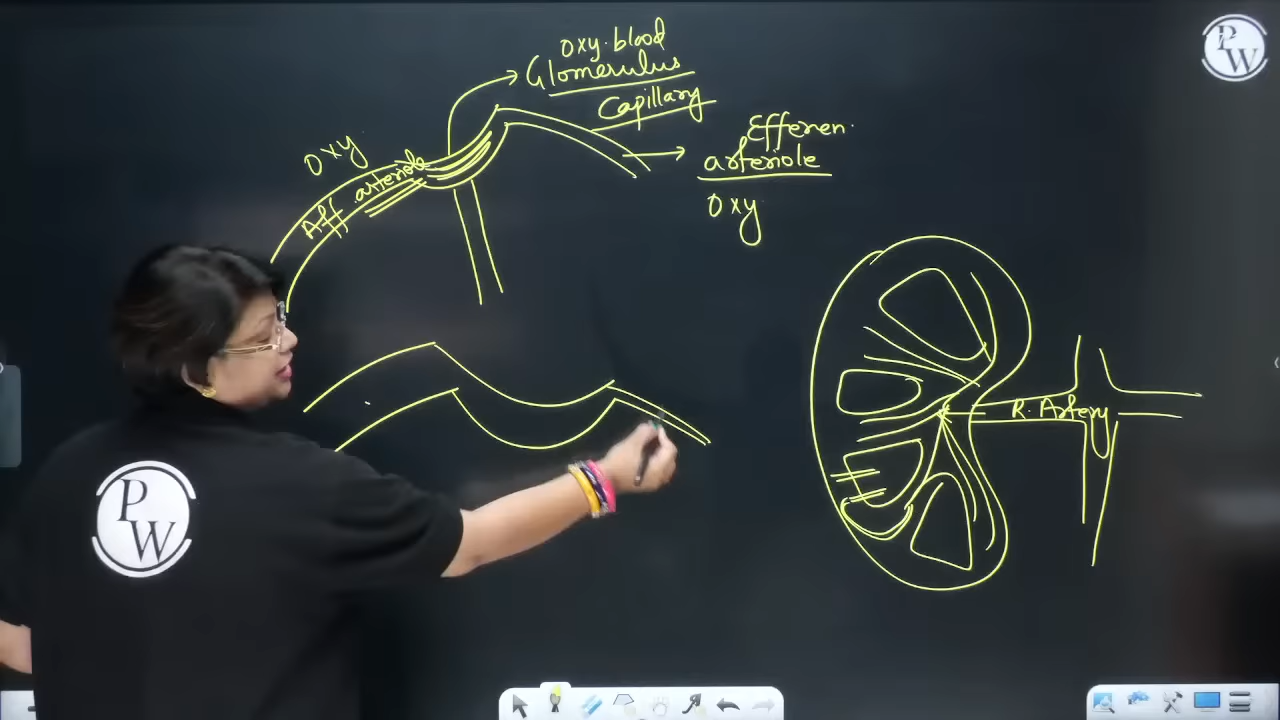 Oxy. blood
Glomerulus
Capillary
Oxy
Aff. arteriole
Efferen.
arteriole
Oxy
R. Artery
PW
PW